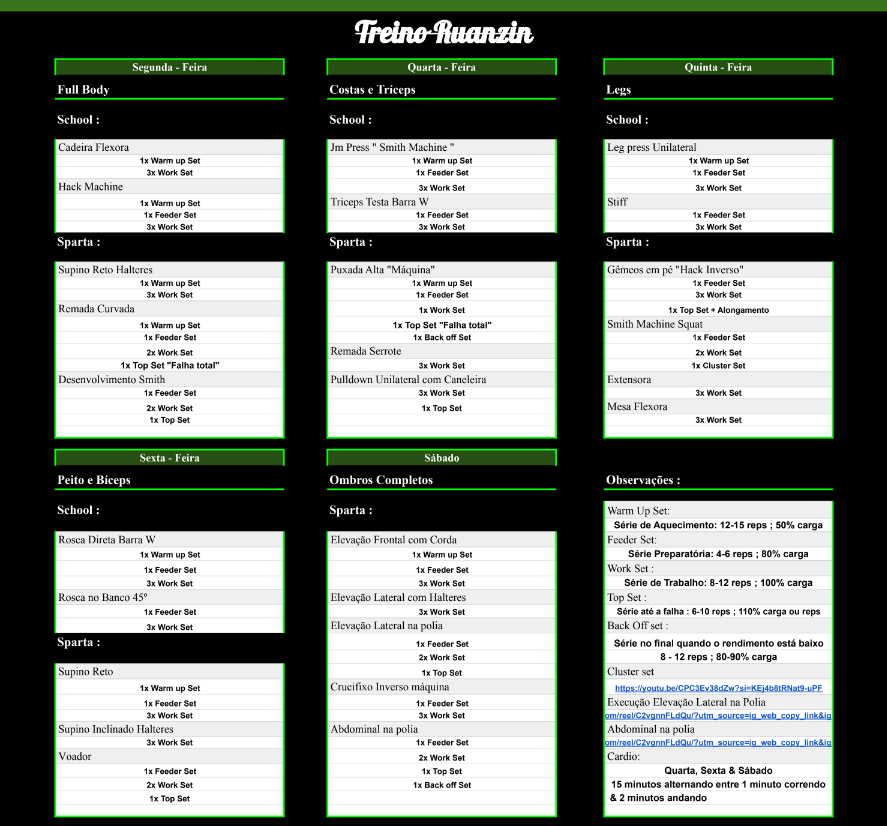 Treino Ruanzin
Segunda - Feira
Full Body
School :
Cadeira Flexora
1x Warm up Set
3x Work Set
Hack Machine
1x Warm up Set
1x Feeder Set
3x Work Set
Sparta :
Supino Reto Halteres
1x Warm up Set
3x Work Set
Remada Curvada
1x Warm up Set
1x Feeder Set
2x Work Set
1x Top Set "Falha total"
Desenvolvimento Smith
1x Feeder Set
2x Work Set
1x Top Set
Quarta - Feira
Costas e Tríceps
School :
Jm Press " Smith Machine "
1x Warm up Set
1x Feeder Set
3x Work Set
Triceps Testa Barra W
1x Feeder Set
3x Work Set
Sparta :
Puxada Alta "Máquina"
1x Warm up Set
1x Feeder Set
1x Work Set
1x Top Set "Falha total"
1x Back off Set
Remada Serrote
3x Work Set
Pulldown Unilateral com Caneleira
3x Work Set
1x Top Set
Quinta - Feira
Legs
School :
Leg press Unilateral
1x Warm up Set
1x Feeder Set
3x Work Set
Stiff
1x Feeder Set
3x Work Set
Sparta :
Gêmeos em pé "Hack Inverso"
1x Feeder Set
3x Work Set
1x Top Set + Alongamento
Smith Machine Squat
1x Feeder Set
2x Work Set
1x Cluster Set
Extensora
3x Work Set
Mesa Flexora
3x Work Set
Sexta - Feira
Peito e Bíceps
School :
Rosca Direta Barra W
1x Warm up Set
1x Feeder Set
3x Work Set
Rosca no Banco 45º
1x Feeder Set
3x Work Set
Sparta :
Supino Reto
1x Warm up Set
1x Feeder Set
3x Work Set
Supino Inclinado Halteres
3x Work Set
Voador
1x Feeder Set
2x Work Set
1x Top Set
Sábado
Ombros Completos
Sparta :
Elevação Frontal com Corda
1x Warm up Set
1x Feeder Set
3x Work Set
Elevação Lateral com Halteres
3x Work Set
Elevação Lateral na polia
1x Feeder Set
2x Work Set
1x Top Set
Crucifixo Inverso máquina
1x Feeder Set
3x Work Set
Abdominal na polia
1x Feeder Set
2x Work Set
1x Top Set
1x Back off Set
Observações :
Warm Up Set:
Série de Aquecimento: 12-15 reps ; 50% carga
Feeder Set:
Série Preparatória: 4-6 reps ; 80% carga
Work Set :
Série de Trabalho: 8-12 reps ; 100% carga
Top Set :
Série até a falha : 6-10 reps ; 110% carga ou reps
Back Off set :
Série no final quando o rendimento está baixo
8 - 12 reps ; 80-90% carga
Cluster set
https://youtu.be/CPC3Ev38dZw?si=KEj4b8tRNat9-uPF
Execução Elevação Lateral na Polia
om/reel/C2vgnnFLdQu/?utm_source=ig_web_copy_link&ig
Abdominal na polia
om/reel/C2vgnnFLdQu/?utm_source=ig_web_copy_link&ig
Cardio:
Quarta, Sexta & Sábado
15 minutos alternando entre 1 minuto correndo
& 2 minutos andando